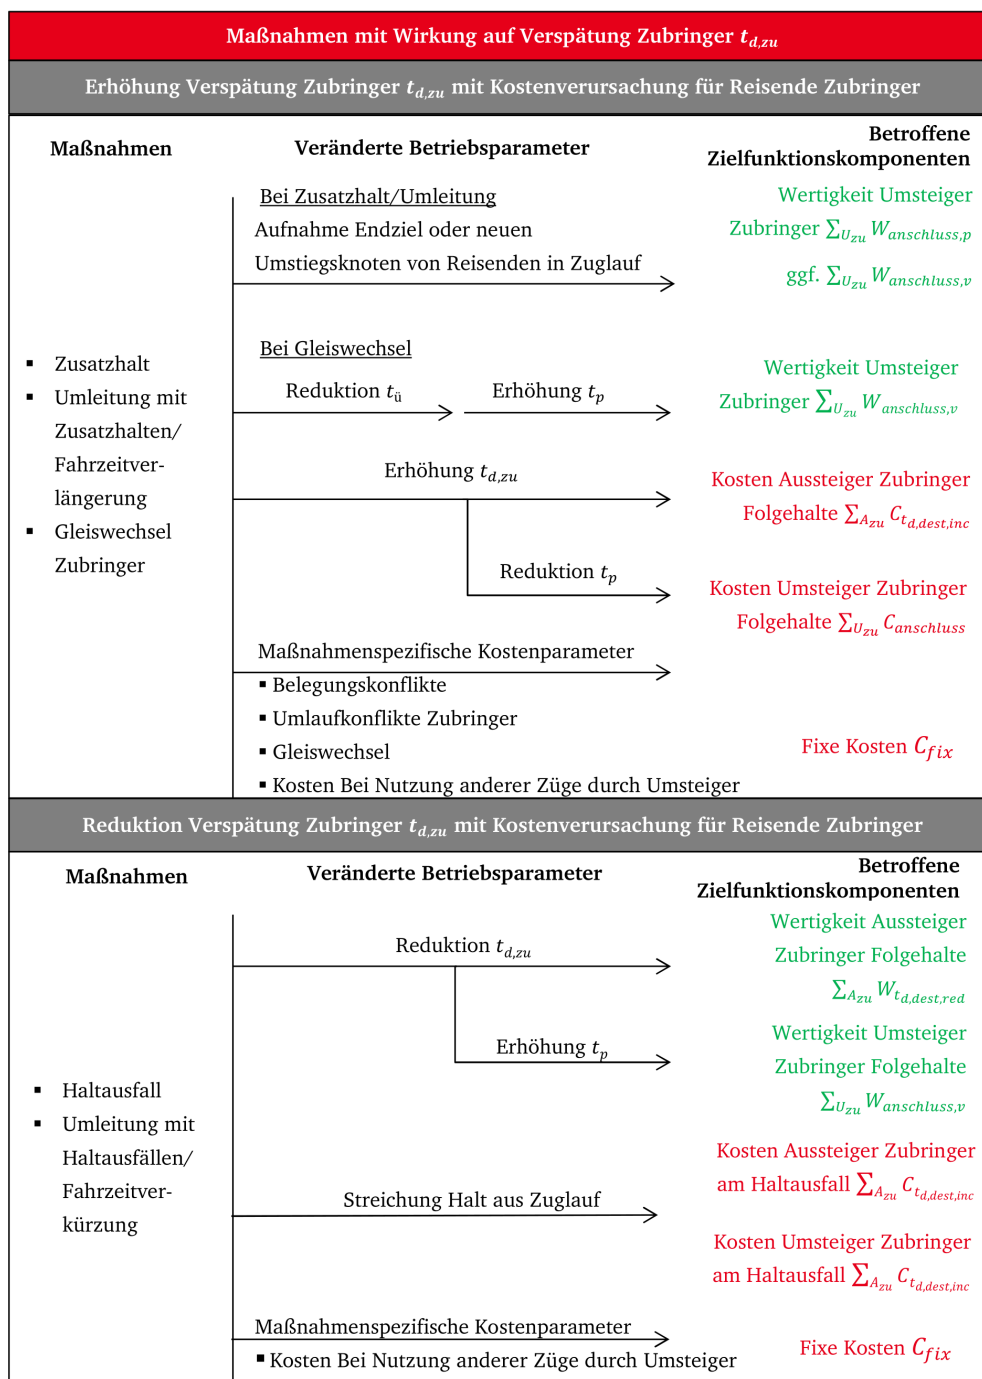 Maßnahmen mit Wirkung auf Verspätung Zubringer t_{d,zu}
Erhöhung Verspätung Zubringer t_{d,zu} mit Kostenverursachung für Reisende Zubringer
Maßnahmen
Veränderte Betriebsparameter
Betroffene
Zielfunktionskomponenten
▪ Zusatzhalt
▪ Umleitung mit
Zusatzhalten/
Fahrzeitver-
längerung
▪ Gleiswechsel
Zubringer
Bei Zusatzhalt/Umleitung
Aufnahme Endziel oder neuen
Umstiegsknoten von Reisenden in Zuglauf
Wertigkeit Umsteiger
Zubringer ∑_{U_{zu}} W_{anschluss,p}
ggf. ∑_{U_{zu}} W_{anschluss,v}
Bei Gleiswechsel
Reduktion t_ü
Erhöhung t_p
Wertigkeit Umsteiger
Zubringer ∑_{U_{zu}} W_{anschluss,v}
Erhöhung t_{d,zu}
Kosten Aussteiger Zubringer
Folgehalte ∑_{A_{zu}} C_{t_{d,dest,inc}}
Reduktion t_p
Kosten Umsteiger Zubringer
Folgehalte ∑_{U_{zu}} C_{anschluss}
Maßnahmenspezifische Kostenparameter
▪ Belegungskonflikte
▪ Umlaufkonflikte Zubringer
▪ Gleiswechsel
▪ Kosten Bei Nutzung anderer Züge durch Umsteiger
Fixe Kosten C_{fix}
Reduktion Verspätung Zubringer t_{d,zu} mit Kostenverursachung für Reisende Zubringer
Maßnahmen
Veränderte Betriebsparameter
Betroffene
Zielfunktionskomponenten
▪ Haltausfall
▪ Umleitung mit
Haltausfällen/
Fahrzeitver-
kürzung
Reduktion t_{d,zu}
Wertigkeit Aussteiger
Zubringer Folgehalte
∑_{A_{zu}} W_{t_{d,dest,red}}
Erhöhung t_p
Wertigkeit Umsteiger
Zubringer Folgehalte
∑_{U_{zu}} W_{anschluss,v}
Streichung Halt aus Zuglauf
Kosten Aussteiger Zubringer
am Haltausfall ∑_{A_{zu}} C_{t_{d,dest,inc}}
Kosten Umsteiger Zubringer
am Haltausfall ∑_{A_{zu}} C_{t_{d,dest,inc}}
Maßnahmenspezifische Kostenparameter
▪ Kosten Bei Nutzung anderer Züge durch Umsteiger
Fixe Kosten C_{fix}